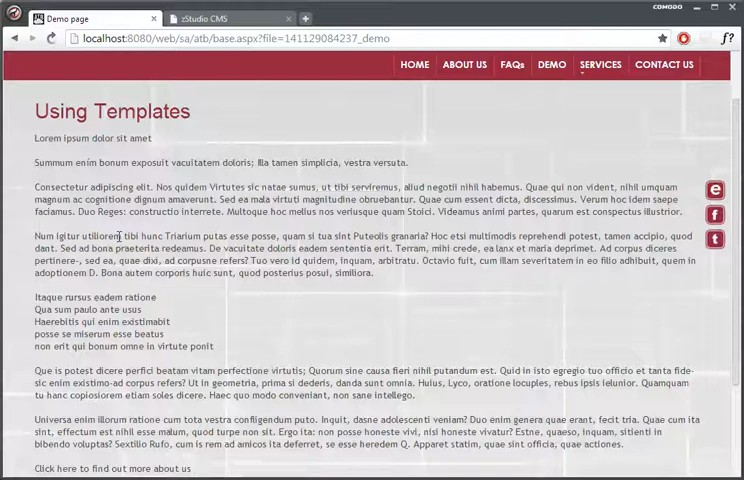 COMODO
Demo page
zStudio CMS
localhost:8080/web/sa/atb/base.aspx?file=141129084237_demo
f?
HOME ABOUT US FAQs DEMO SERVICES CONTACT US
Using Templates
Lorem ipsum dolor sit amet
Summum ením bonum exposuit vacuitatem doloris; Illa tamen simplicia, vestra versuta.
Consectetur adipiscing elit. Nos quidem Virtutes sic natae sumus, ut tibi serviremus, aliud negotii nihil habemus. Quae qui non vident, nihil umquam
magnum ac cognitione dignum amaverunt. Sed ea mala virtuti magnitudine obruebantur. Quae cum essent dicta, discessimus. Verum hoc idem saepe
faciamus. Duo Reges: constructio interrete. Multoque hoc melius nos veriusque quam Stoici. Videamus animi partes, quarum est conspectus illustrior.
Num igitur utiliorem tibi hunc Triarium putas esse posse, quam si tua sint Puteolis granaria? Hoc etsi multimodis reprehendi potest, tamen accipio, quod
dant. Sed ad bona praeterita redeamus. De vacuitate doloris eadem sententia erit. Terram, mihi crede, ea lanx et maria deprimet. Ad corpus diceres
pertinere-, sed ea, quae dixi, ad corpusne refers? Tuo vero id quidem, inquam, arbitratu. Octavio fuit, cum illam severitatem in eo filio adhibuit, quem in
adoptionem D. Bona autem corporis huic sunt, quod posterius posui, similiora.
Itaque rursus eadem ratione
Qua sum paulo ante usus
Haerebitis qui enim existimabit
posse se miserum esse beatus
non erit qui bonum omne in virtute ponit
Que is potest dicere perfici beatam vitam perfectione virtutis; Quorum sine causa fieri nihil putandum est. Quid in isto egregio tuo officio et tanta fide-
sic enim existimo-ad corpus refers? Ut in geometria, prima si dederis, danda sunt omnia. Huius, Lyco, oratione locuples, rebus ipsis ielunior. Quamquam
tu hanc copiosiorem etiam soles dicere. Haec quo modo conveniant, non sane intellego.
Universa enim illorum ratione cum tota vestra confligendum puto. Inquit, dasne adolescenti veniam? Duo enim genera quae erant, fecit tria. Quam cum ita
sint, effectum est nihil esse malum, quod turpe non sit. Ergo ita: non posse honeste vivi, nisi honeste vivatur? Estne, quaeso, inquam, sitienti in
bibendo voluptas? Sextilio Rufo, cum is rem ad amicos ita deferret, se esse heredem Q. Apparet statim, quae sint officia, quae actiones.
Click here to find out more about us
e
f
t